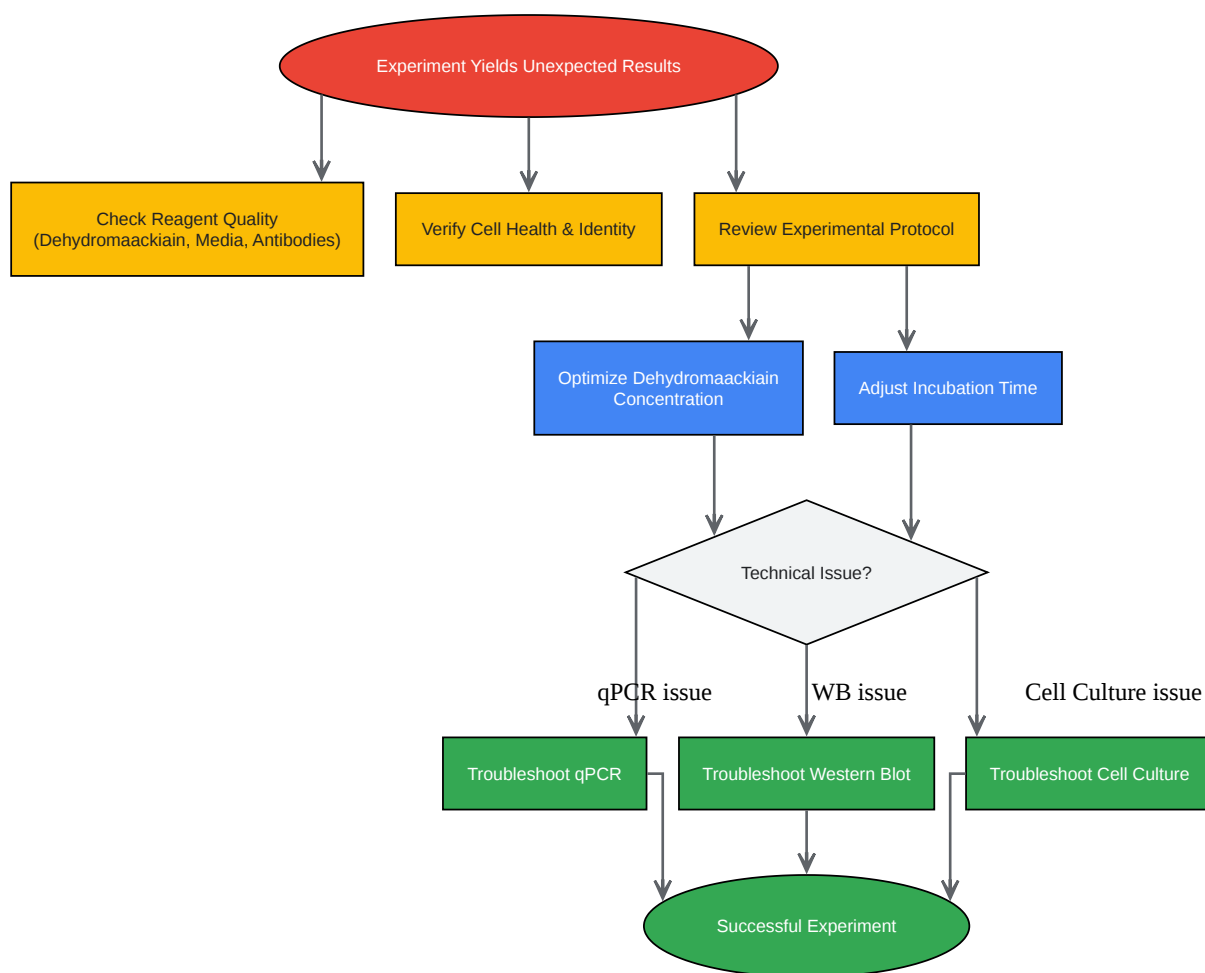 Experiment Yields Unexpected Results
Check Reagent Quality
(Dehydromaackiain, Media, Antibodies)
Verify Cell Health & Identity
Review Experimental Protocol
Optimize Dehydromaackiain
Concentration
Adjust Incubation Time
Technical Issue?
qPCR issue
WB issue
Cell Culture issue
Troubleshoot qPCR
Troubleshoot Western Blot
Troubleshoot Cell Culture
Successful Experiment